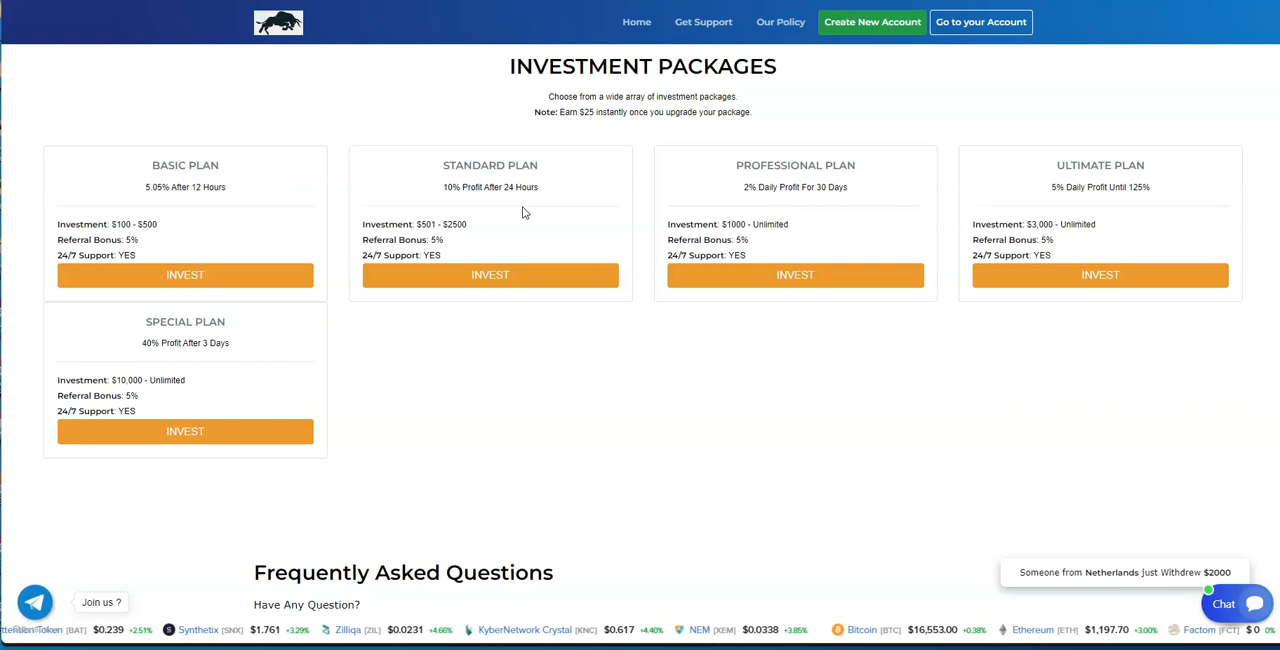 Home Get Support Our Policy Create New Account Go to your Account
INVESTMENT PACKAGES
Choose from a wide array of investment packages.
Note: Earn $25 instantly once you upgrade your package.
BASIC PLAN
5.05% After 12 Hours
Investment: $100 - $500
Referral Bonus: 5%
24/7 Support: YES
INVEST
STANDARD PLAN
10% Profit After 24 Hours
Investment: $501 - $2500
Referral Bonus: 5%
24/7 Support: YES
INVEST
PROFESSIONAL PLAN
2% Daily Profit For 30 Days
Investment: $1000 - Unlimited
Referral Bonus: 5%
24/7 Support: YES
INVEST
ULTIMATE PLAN
5% Daily Profit Until 125%
Investment: $3,000 - Unlimited
Referral Bonus: 5%
24/7 Support: YES
INVEST
SPECIAL PLAN
40% Profit After 3 Days
Investment: $10,000 - Unlimited
Referral Bonus: 5%
24/7 Support: YES
INVEST
Frequently Asked Questions
Have Any Question?
Someone from Netherlands just Withdrew $2000
Join us ?
Chat
Token [BAT] $0.239 +2.51% Synthetix [SNX] $1.761 +3.29% Zilliqa [ZIL] $0.0231 +4.66% KyberNetwork Crystal [KNC] $0.617 +4.40% NEM [XEM] $0.0338 +3.85% Bitcoin [BTC] $16,553.00 +0.38% Ethereum [ETH] $1,197.70 +3.00% Factom [FCT] $0 0%